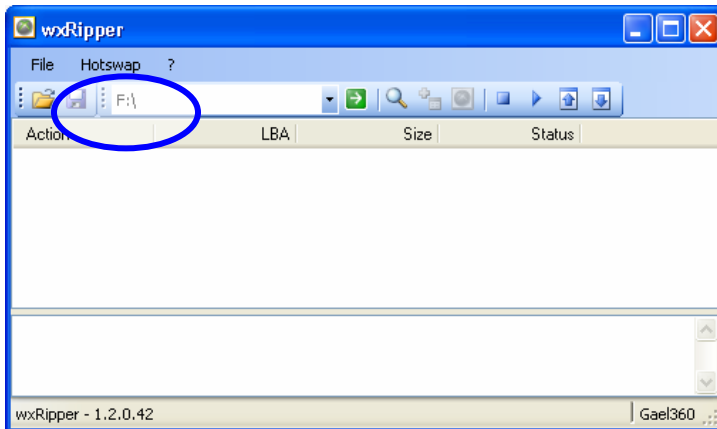 wxRipper
File Hotswap ?
F:\
Action LBA Size Status
wxRipper - 1.2.0.42 Gael360